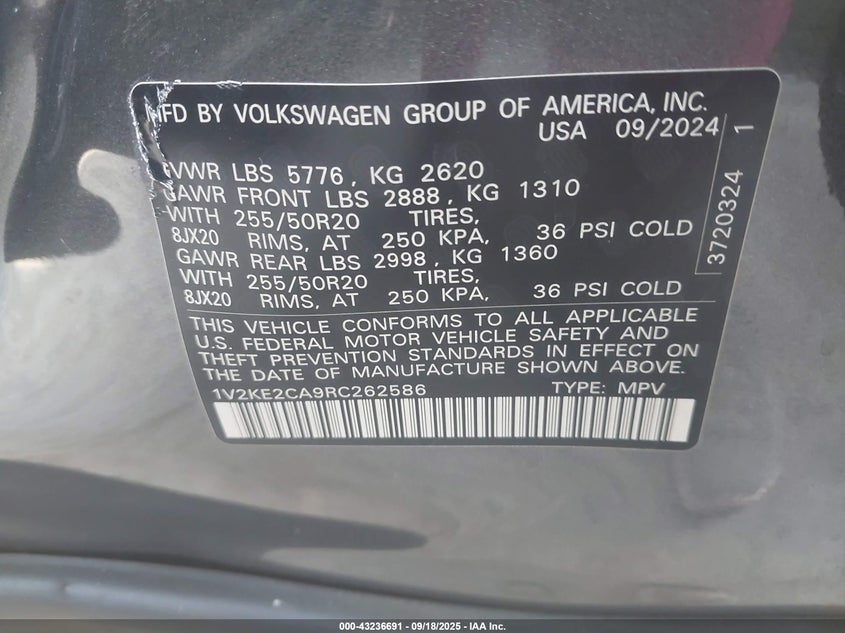 MFD BY VOLKSWAGEN GROUP OF AMERICA, INC.
USA 09/2024
VWR LBS 5776, KG 2620
GAWR FRONT LBS 2888, KG 1310
WITH 255/50R20 TIRES,
8JX20 RIMS, AT 250 KPA, 36 PSI COLD
GAWR REAR LBS 2998, KG 1360
WITH 255/50R20 TIRES,
8JX20 RIMS, AT 250 KPA, 36 PSI COLD
3720324 1
THIS VEHICLE CONFORMS TO ALL APPLICABLE
U.S. FEDERAL MOTOR VEHICLE SAFETY AND
THEFT PREVENTION STANDARDS IN EFFECT ON
THE DATE OF MANUFACTURE SHOWN ABOVE.
1V2KE2CA9RC262586 TYPE: MPV
000-43236691 - 09/18/2025 - IAA Inc.